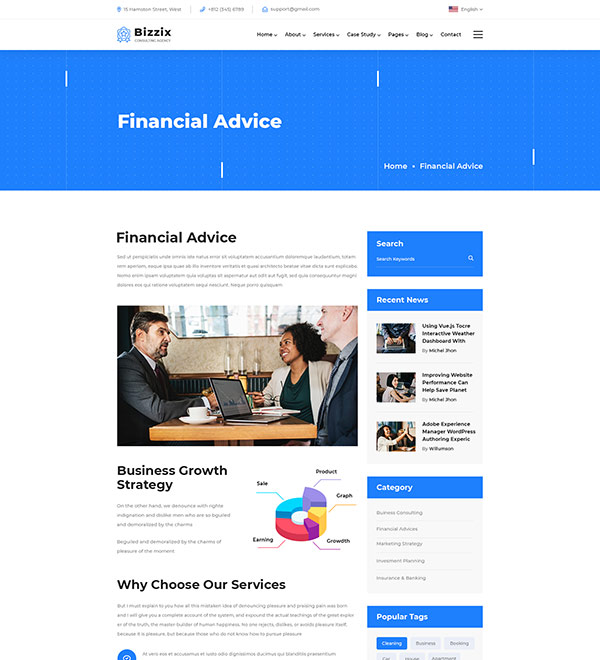 15 Hamston Street, West
+812 (345) 6789
support@gmail.com
English
Bizzix
CONSULTING AGENCY
Home
About
Services
Case Study
Pages
Blog
Contact
Financial Advice
Home • Financial Advice
Financial Advice
Sed ut perspiciatis unde omnis iste natus error sit voluptatem accusantium doloremque laudantium, totam
rem aperiam, eaque ipsa quae ab illo inventore veritatis et quasi architecto beatae vitae dicta sunt explicabo.
Nemo enim ipsam voluptatem quia voluptas sit aspernatur aut odit aut fugit, sed quia consequuntur magni
dolores eos qui ratione voluptatem sequi nesciunt. Neque porro quisquam
Business Growth
Strategy
On the other hand, we denounce with righte
indignation and dislike men who are so biguiled
and demoralized by the charms
Beguiled and demoralized by the charms of
pleasure of the moment
Product
Sale
Graph
Earning
Growdth
Why Choose Our Services
But I must explain to you how all this mistaken idea of denouncing pleasure and praising pain was born
and I will give you a complete account of the system, and expound the actual teachings of the great explor
er of the truth, the master builder of human happiness. No one rejects, dislikes, or avoids pleasure itself,
because it is pleasure, but because those who do not know how to pursue pleasure
At vero eos et accusamus et iusto odio dignissimos ducimus qui blanditiis praesentium
Search
Search Keywords
Recent News
Using Vue.js Tocre
Interactive Weather
Dashboard With
By Michel Jhon
Improving Website
Performance Can
Help Save Planet
By Michel Jhon
Adobe Experience
Manager WordPress
Authoring Experic
By Willumson
Category
Business Consulting
Financial Advices
Marketing Strategy
Investment Planning
Insurance & Banking
Popular Tags
Cleaning
Business
Booking
Car
House
Apartment